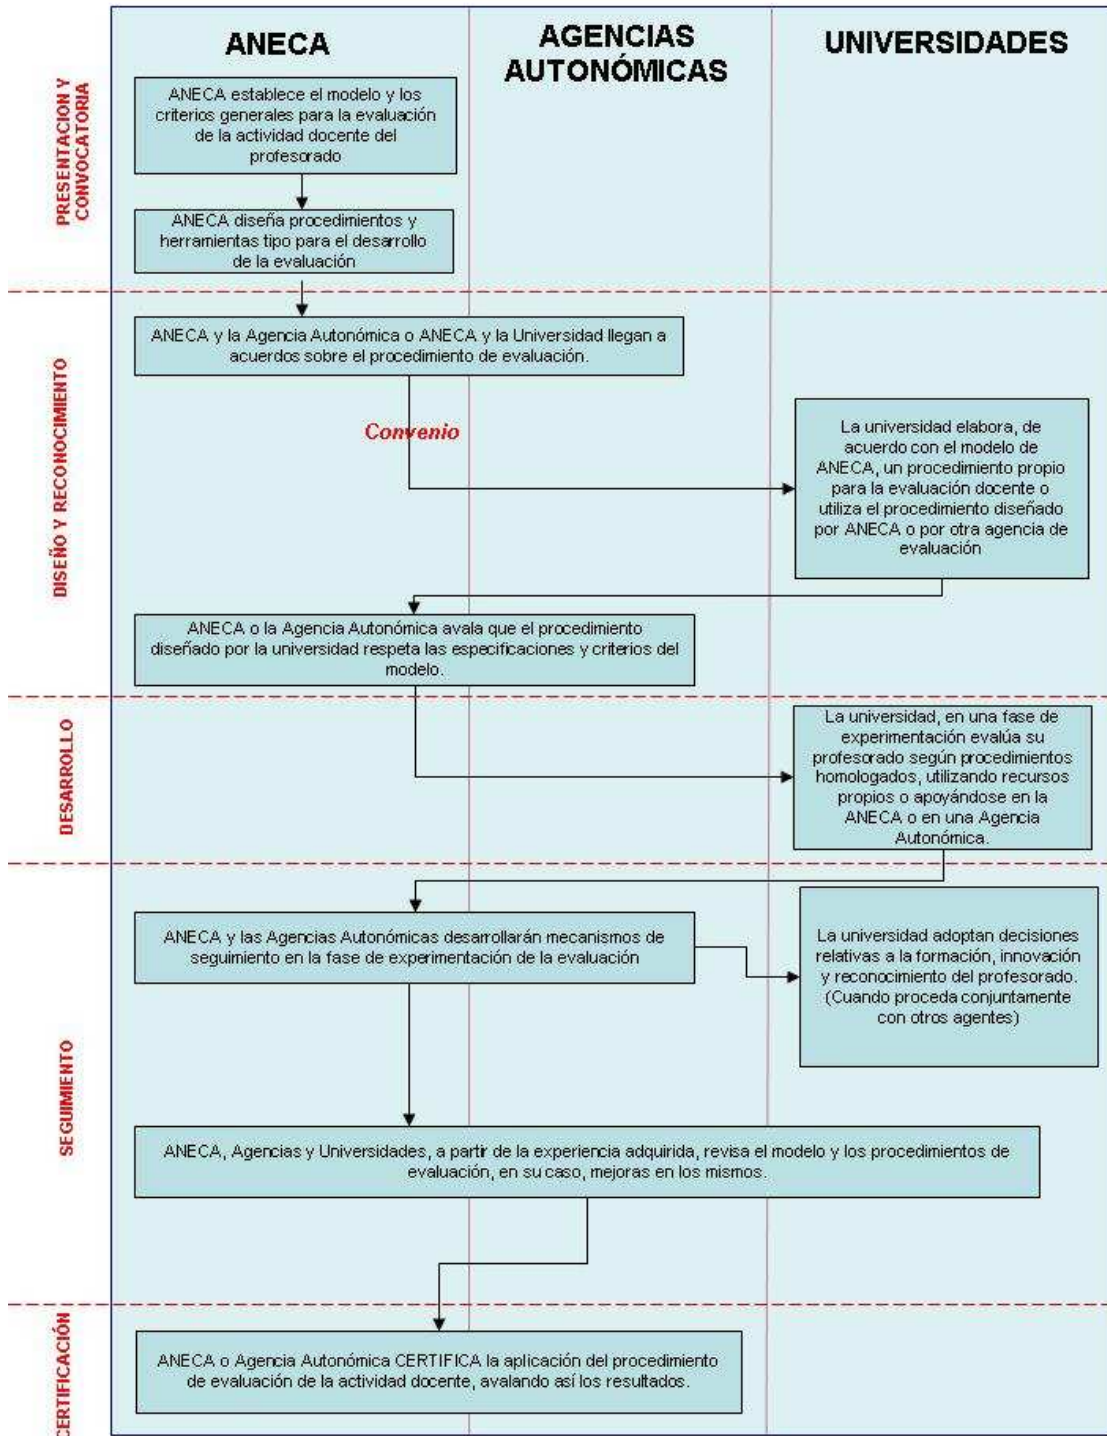 ANECA
AGENCIAS
AUTONÓMICAS
UNIVERSIDADES
PRESENTACION Y
CONVOCATORIA
ANECA establece el modelo y los
criterios generales para la evaluación
de la actividad docente del
profesorado
ANECA diseña procedimientos y
herramientas tipo para el desarrollo
de la evaluación
DISEÑO Y RECONOCIMIENTO
ANECA y la Agencia Autonómica o ANECA y la Universidad llegan a
acuerdos sobre el procedimiento de evaluación.
Convenio
La universidad elabora, de
acuerdo con el modelo de
ANECA, un procedimiento propio
para la evaluación docente o
utiliza el procedimiento diseñado
por ANECA o por otra agencia de
evaluación
ANECA o la Agencia Autonómica avala que el procedimiento
diseñado por la universidad respeta las especificaciones y criterios del
modelo.
DESARROLLO
La universidad, en una fase de
experimentación evalúa su
profesorado según procedimientos
homologados, utilizando recursos
propios o apoyándose en la
ANECA o en una Agencia
Autonómica.
SEGUIMIENTO
ANECA y las Agencias Autonómicas desarrollarán mecanismos de
seguimiento en la fase de experimentación de la evaluación
La universidad adoptan decisiones
relativas a la formación, innovación
y reconocimiento del profesorado.
(Cuando proceda conjuntamente
con otros agentes)
ANECA, Agencias y Universidades, a partir de la experiencia adquirida, revisa el modelo y los procedimientos de
evaluación, en su caso, mejoras en los mismos.
CERTIFICACIÓN
ANECA o Agencia Autonómica CERTIFICA la aplicación del procedimiento
de evaluación de la actividad docente, avalando así los resultados.